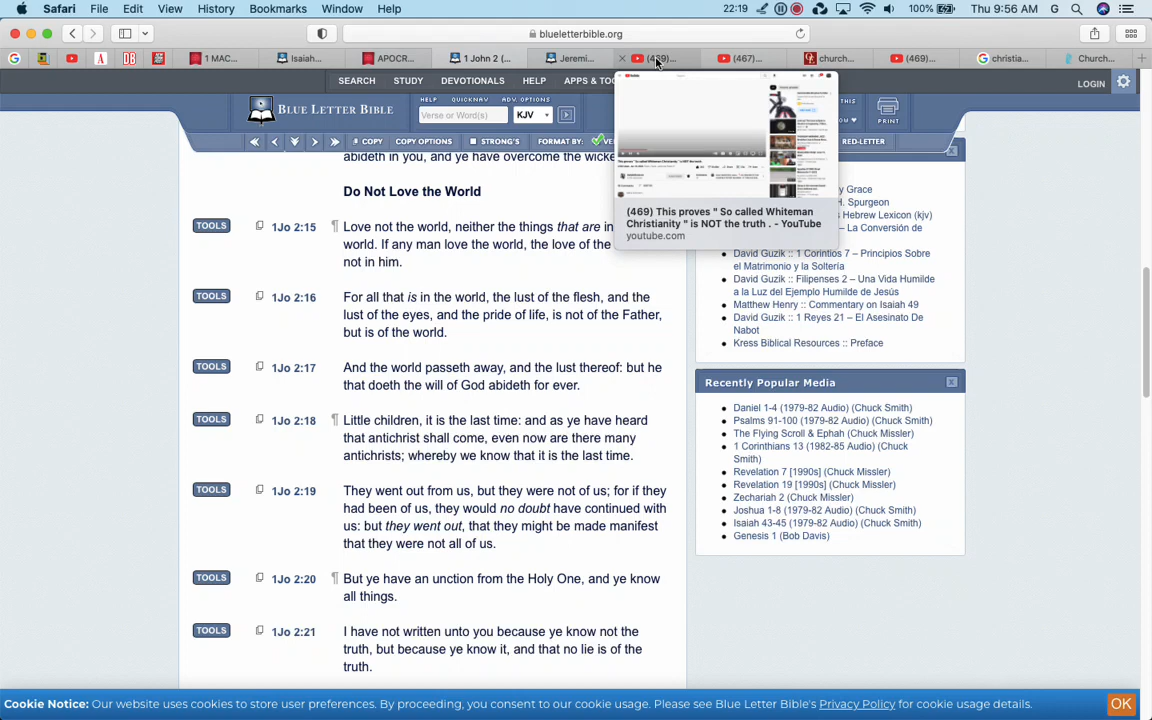 Safari File Edit View History Bookmarks Window Help 22:19 100% Thu 9:56 AM G
blueletterbible.org
1 MAC... Isaiah... APOCR... 1 John 2 (... Jeremi... (469)... (467)... church... (469)... christia... Church...
SEARCH STUDY DEVOTIONALS HELP APPS & TOO LOGIN
BLUE LETTER BIBLE
HELP QUICKNAV ADV. OPTIONS
Verse or Word(s) KJV
THIS
PRINT
COPY COPY OPTIONS STRONG'S FORMAT BY: VE RED-LETTER
abideth in you, and ye have overcome the wicke
Do Not Love the World
TOOLS 1Jo 2:15 ¶ Love not the world, neither the things that are in
world. If any man love the world, the love of the
not in him.
TOOLS 1Jo 2:16 For all that is in the world, the lust of the flesh, and the
lust of the eyes, and the pride of life, is not of the Father,
but is of the world.
TOOLS 1Jo 2:17 And the world passeth away, and the lust thereof: but he
that doeth the will of God abideth for ever.
TOOLS 1Jo 2:18 ¶ Little children, it is the last time: and as ye have heard
that antichrist shall come, even now are there many
antichrists; whereby we know that it is the last time.
TOOLS 1Jo 2:19 They went out from us, but they were not of us; for if they
had been of us, they would no doubt have continued with
us: but they went out, that they might be made manifest
that they were not all of us.
TOOLS 1Jo 2:20 ¶ But ye have an unction from the Holy One, and ye know
all things.
TOOLS 1Jo 2:21 I have not written unto you because ye know not the
truth, but because ye know it, and that no lie is of the
truth.
(469) This proves " So called Whiteman
Christianity " is NOT the truth . - YouTube
youtube.com
y Grace
H. Spurgeon
s Hebrew Lexicon (kjv)
– La Conversión de
David Guzik :: 1 Corintios 7 – Principios Sobre
el Matrimonio y la Soltería
David Guzik :: Filipenses 2 – Una Vida Humilde
a la Luz del Ejemplo Humilde de Jesús
Matthew Henry :: Commentary on Isaiah 49
David Guzik :: 1 Reyes 21 – El Asesinato De
Nabot
Kress Biblical Resources :: Preface
Recently Popular Media
Daniel 1-4 (1979-82 Audio) (Chuck Smith)
Psalms 91-100 (1979-82 Audio) (Chuck Smith)
The Flying Scroll & Ephah (Chuck Missler)
1 Corinthians 13 (1982-85 Audio) (Chuck
Smith)
Revelation 7 [1990s] (Chuck Missler)
Revelation 19 [1990s] (Chuck Missler)
Zechariah 2 (Chuck Missler)
Joshua 1-8 (1979-82 Audio) (Chuck Smith)
Isaiah 43-45 (1979-82 Audio) (Chuck Smith)
Genesis 1 (Bob Davis)
Cookie Notice: Our website uses cookies to store user preferences. By proceeding, you consent to our cookie usage. Please see Blue Letter Bible's Privacy Policy for cookie usage details. OK